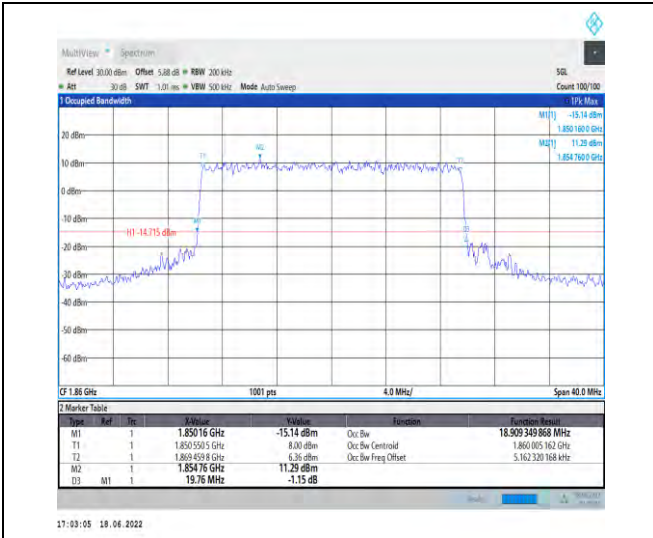 MultiView Spectrum
Ref Level 30.00 dBm Offset 5.88 dB RBW 200 kHz SGL
Att 30 dB SWT 1.01 ms VBW 500 kHz Mode Auto Sweep Count 100/100
1 Occupied Bandwidth 1Pk Max
M1[1] -15.14 dBm
1.850 160 0 GHz
M2[1] 11.29 dBm
1.854 760 0 GHz
20 dBm
M2
10 dBm
0 dBm
-10 dBm
H1 -14.715 dBm
-20 dBm
-30 dBm
-40 dBm
-50 dBm
-60 dBm
CF 1.86 GHz 1001 pts 4.0 MHz/ Span 40.0 MHz
2 Marker Table
Type Ref Trc X-Value Y-Value Function Function Result
M1 1 1.85016 GHz -15.14 dBm Occ Bw 18.909 349 868 MHz
T1 1 1.850 550 5 GHz 8.00 dBm Occ Bw Centroid 1.860 005 162 GHz
T2 1 1.869 459 8 GHz 6.36 dBm Occ Bw Freq Offset 5.162 320 168 kHz
M2 1 1.854 76 GHz 11.29 dBm
D3 M1 1 19.76 MHz -1.15 dB
17:03:05 18.06.2022